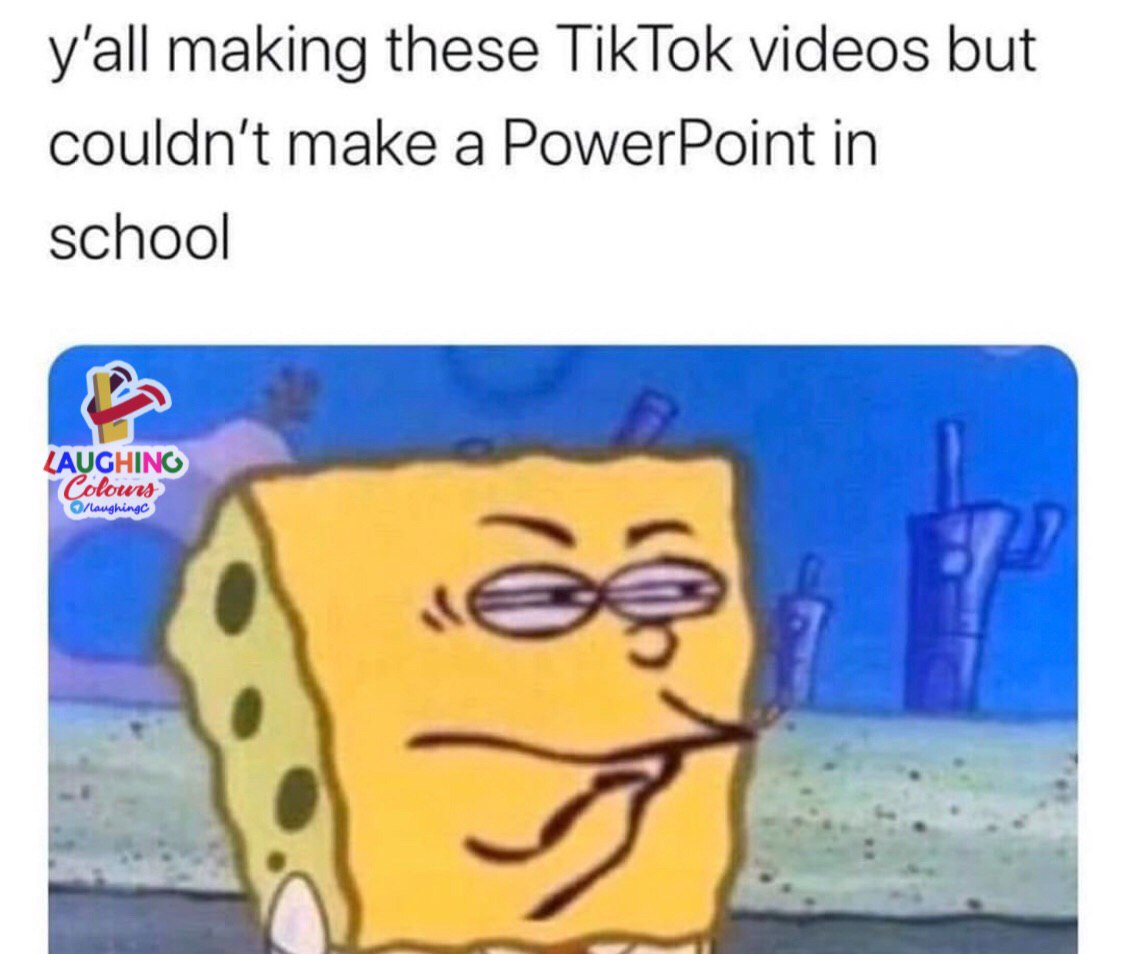 y'all making these TikTok videos but
couldn't make a PowerPoint in
school
LAUGHING
Colours
/laughingC